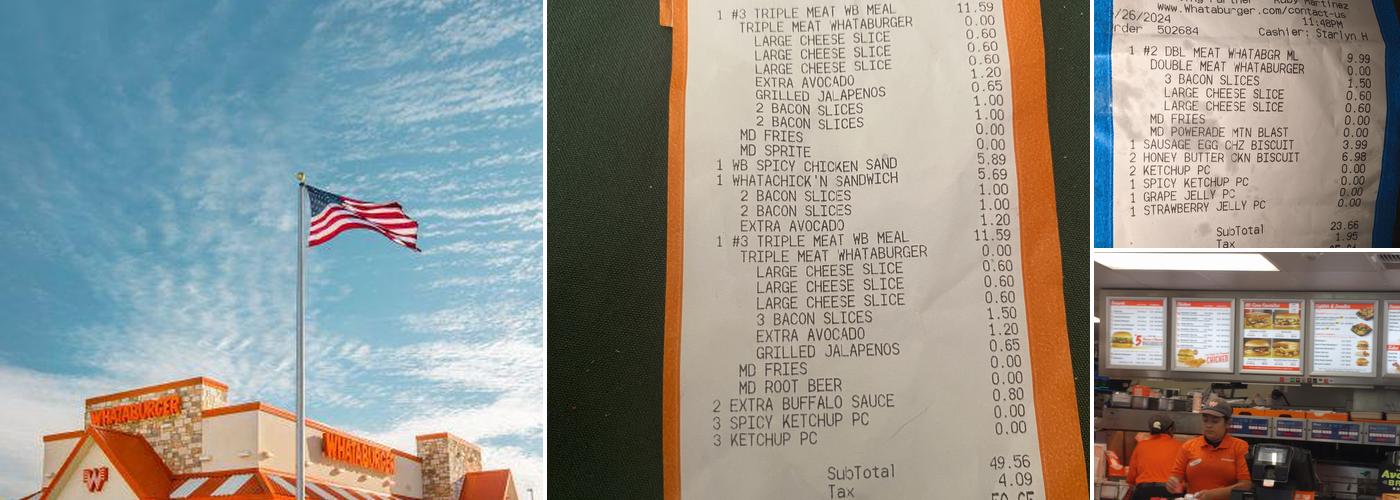 WHATABURGER
WHATABURGER
W
1 #3 TRIPLE MEAT WB MEAL 11.59
TRIPLE MEAT WHATABURGER 0.00
LARGE CHEESE SLICE 0.60
LARGE CHEESE SLICE 0.60
LARGE CHEESE SLICE 0.60
EXTRA AVOCADO 1.20
GRILLED JALAPENOS 0.65
2 BACON SLICES 1.00
2 BACON SLICES 1.00
MD FRIES 0.00
MD SPRITE 0.00
1 WB SPICY CHICKEN SAND 5.89
1 WHATACHICK'N SANDWICH 5.69
2 BACON SLICES 1.00
2 BACON SLICES 1.00
EXTRA AVOCADO 1.20
1 #3 TRIPLE MEAT WB MEAL 11.59
TRIPLE MEAT WHATABURGER 0.00
LARGE CHEESE SLICE 0.60
LARGE CHEESE SLICE 0.60
LARGE CHEESE SLICE 0.60
3 BACON SLICES 1.50
EXTRA AVOCADO 1.20
GRILLED JALAPENOS 0.65
MD FRIES 0.00
MD ROOT BEER 0.00
2 EXTRA BUFFALO SAUCE 0.80
3 SPICY KETCHUP PC 0.00
3 KETCHUP PC 0.00
SubTotal 49.56
Tax 4.09
Ruby Martinez
www.Whataburger.com/contact-us
/26/2024 11:48PM
rder 502684 Cashier: Starlyn H
1 #2 DBL MEAT WHATABGR ML 9.99
DOUBLE MEAT WHATABURGER 0.00
3 BACON SLICES 1.50
LARGE CHEESE SLICE 0.60
LARGE CHEESE SLICE 0.60
MD FRIES 0.00
MD POWERADE MTN BLAST 0.00
1 SAUSAGE EGG CHZ BISCUIT 3.99
2 HONEY BUTTER CKN BISCUIT 6.98
2 KETCHUP PC 0.00
1 SPICY KETCHUP PC 0.00
1 GRAPE JELLY PC 0.00
1 STRAWBERRY JELLY PC 0.00
SubTotal 23.66
Tax 1.95
5
CHICKEN